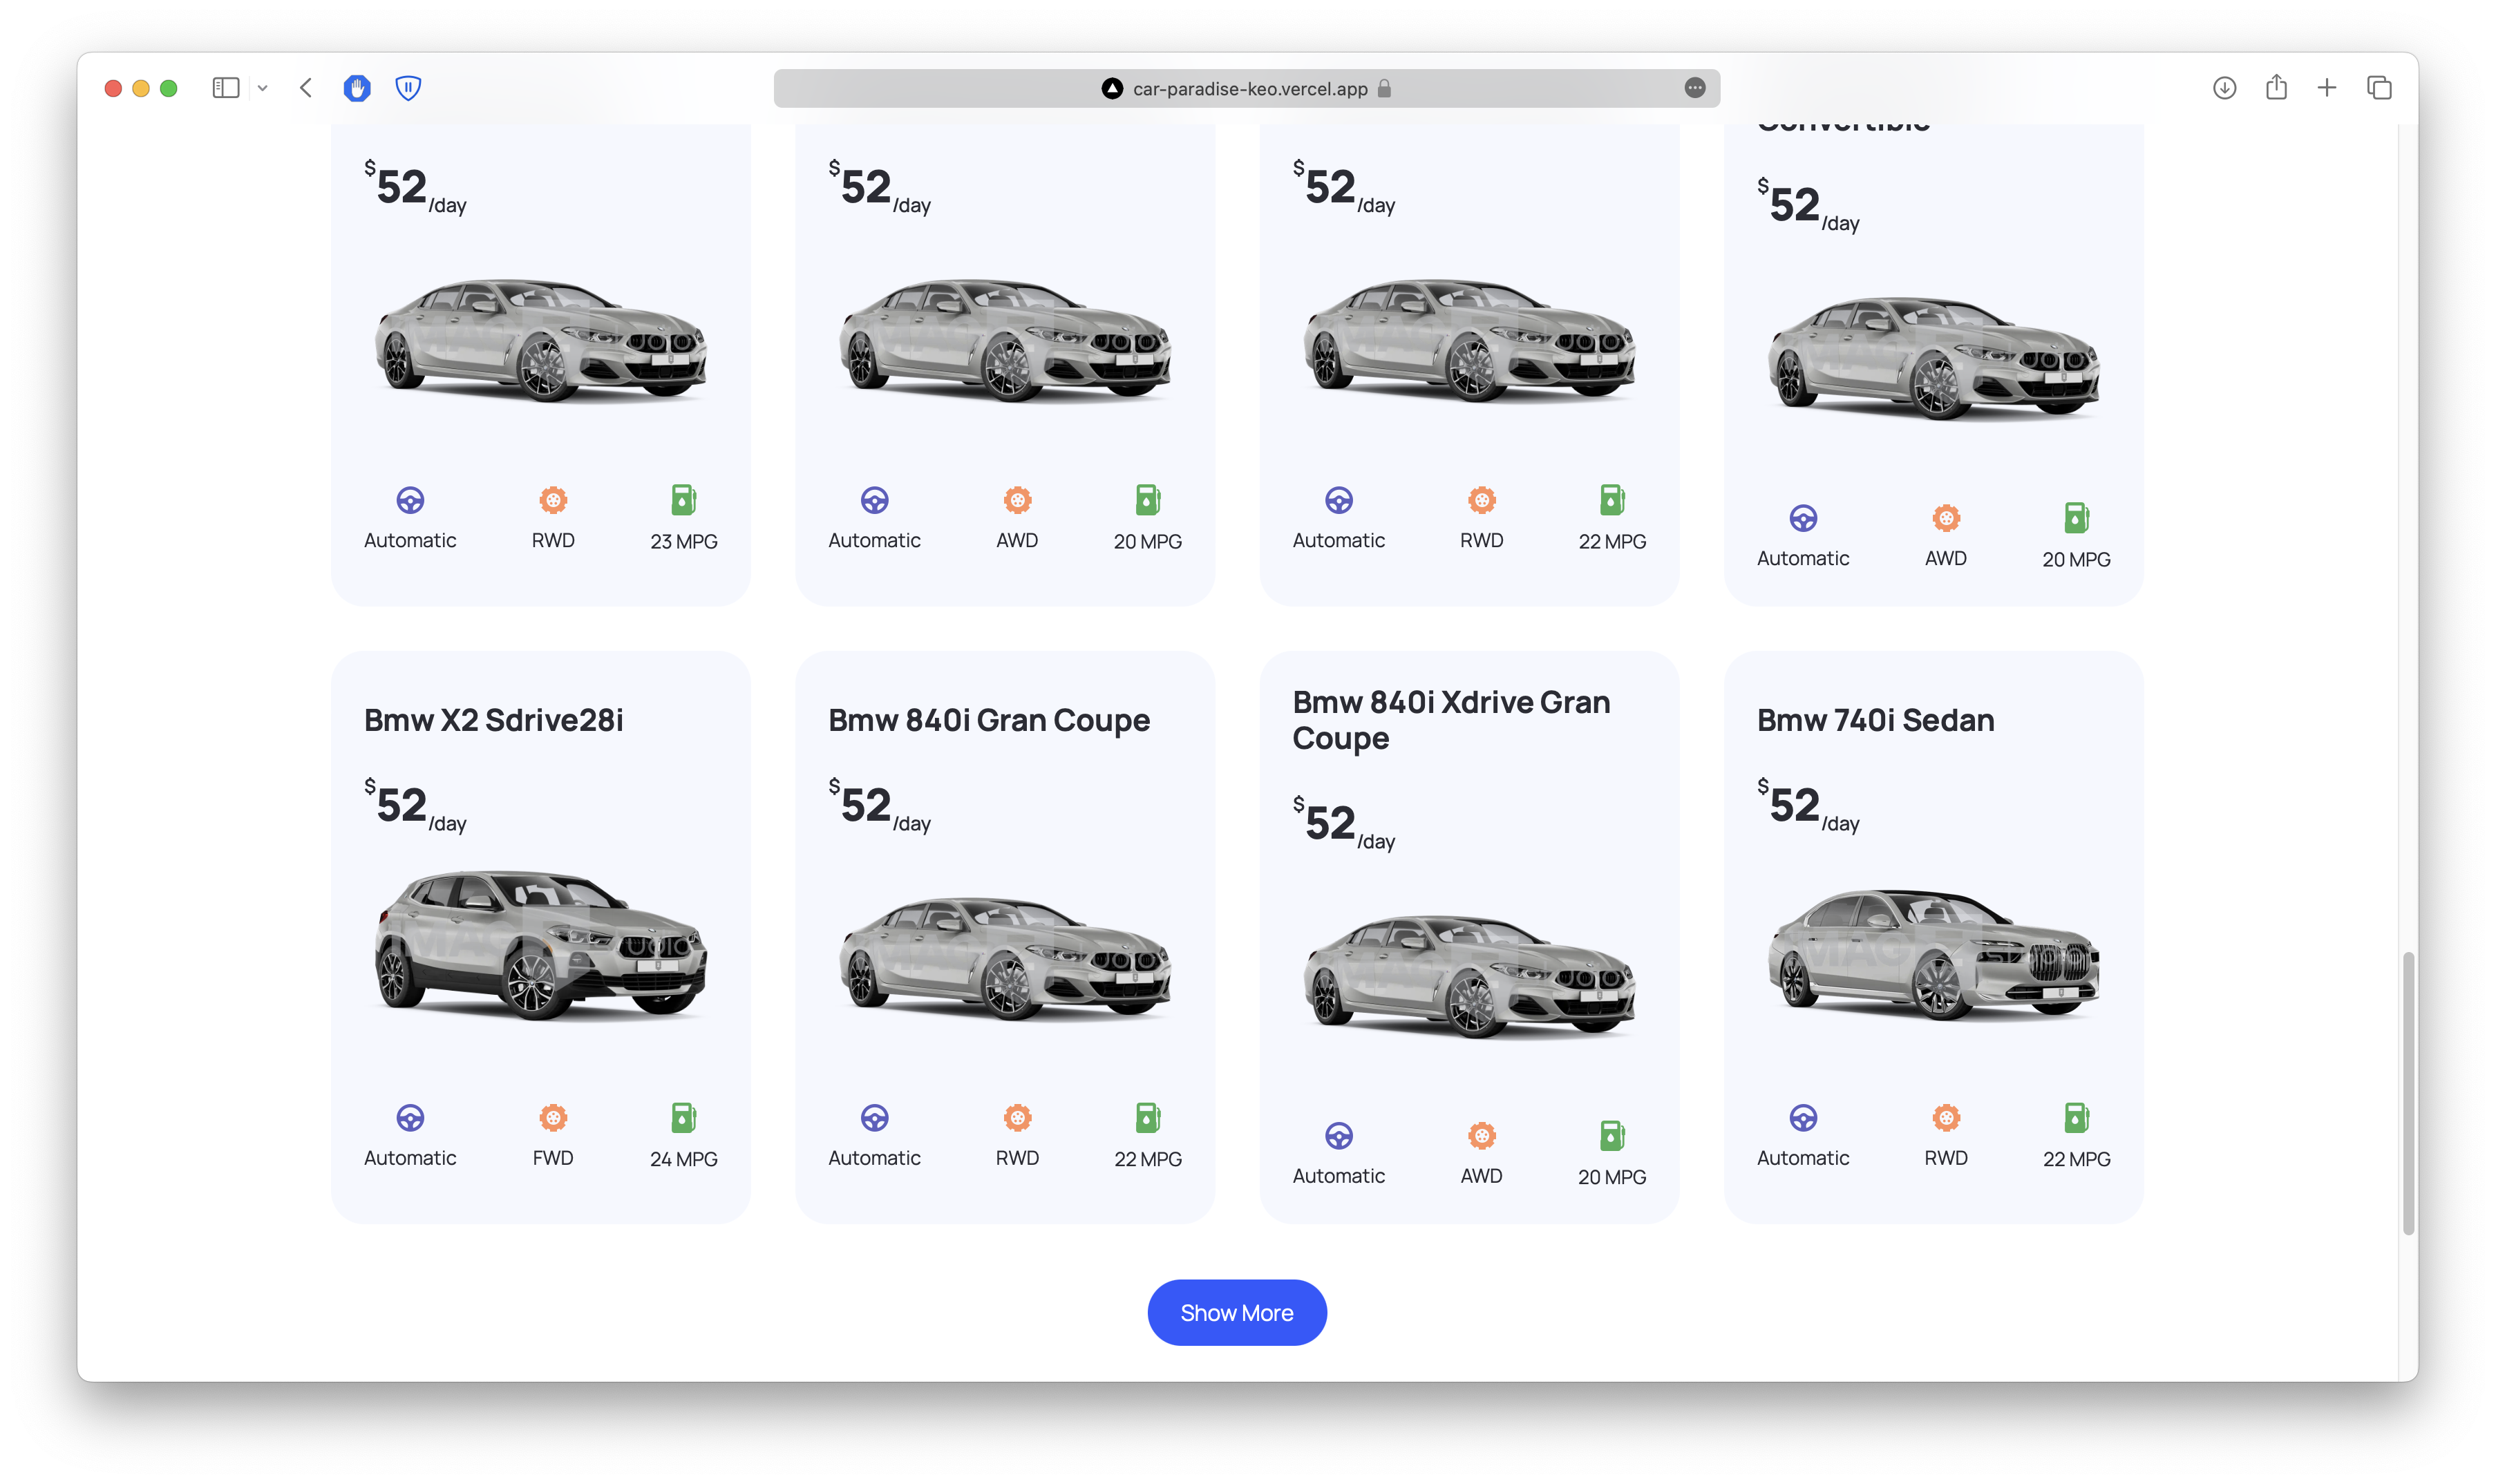 car-paradise-keo.vercel.app
Convertible
$52/day
$52/day
$52/day
$52/day
Automatic RWD 23 MPG
Automatic AWD 20 MPG
Automatic RWD 22 MPG
Automatic AWD 20 MPG
Bmw X2 Sdrive28i
$52/day
Automatic FWD 24 MPG
Bmw 840i Gran Coupe
$52/day
Automatic RWD 22 MPG
Bmw 840i Xdrive Gran
Coupe
$52/day
Automatic AWD 20 MPG
Bmw 740i Sedan
$52/day
Automatic RWD 22 MPG
Show More